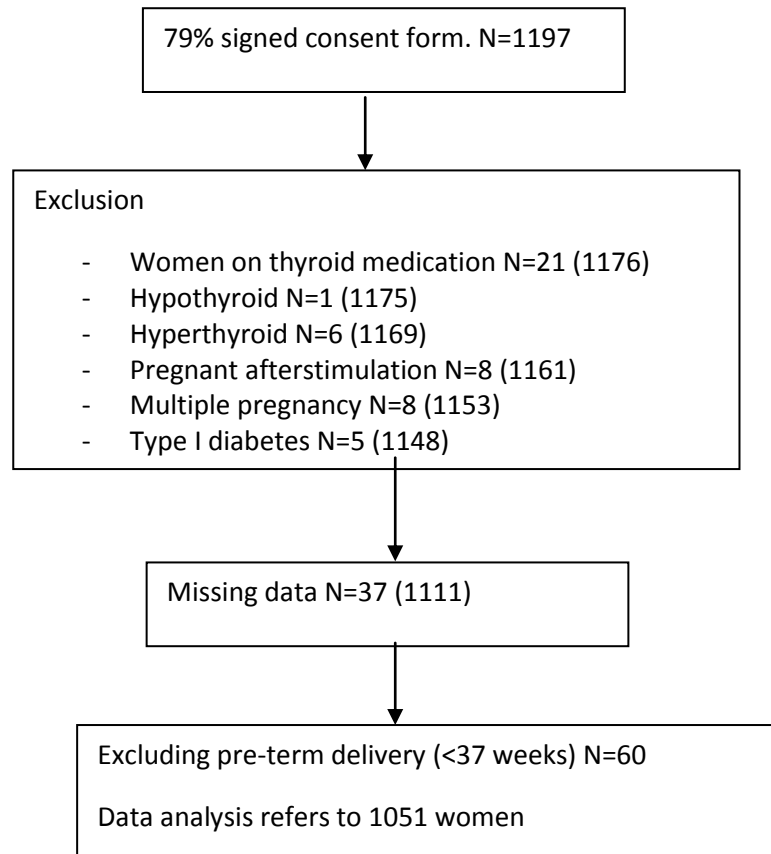 79% signed consent form. N=1197
Exclusion
- Women on thyroid medication N=21 (1176)
- Hypothyroid N=1 (1175)
- Hyperthyroid N=6 (1169)
- Pregnant afterstimulation N=8 (1161)
- Multiple pregnancy N=8 (1153)
- Type I diabetes N=5 (1148)
Missing data N=37 (1111)
Excluding pre-term delivery (<37 weeks) N=60
Data analysis refers to 1051 women